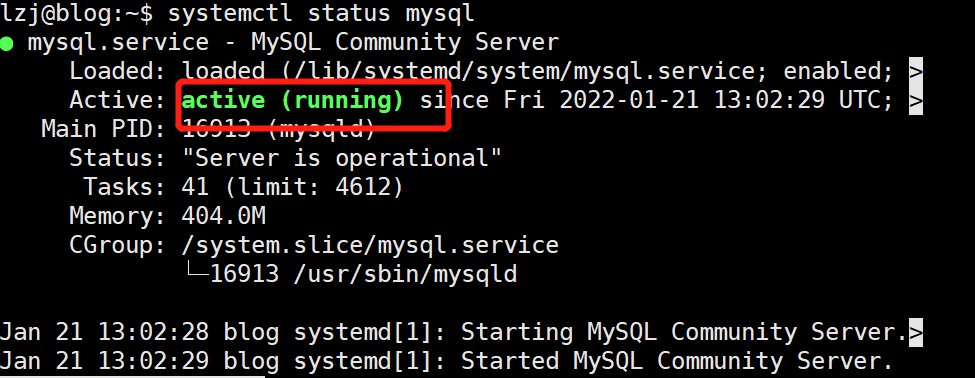 lzj@blog:~$ systemctl status mysql
● mysql.service - MySQL Community Server
Loaded: loaded (/lib/systemd/system/mysql.service; enabled; >
Active: active (running) since Fri 2022-01-21 13:02:29 UTC; >
Main PID: 16913 (mysqld)
Status: "Server is operational"
Tasks: 41 (limit: 4612)
Memory: 404.0M
CGroup: /system.slice/mysql.service
└─16913 /usr/sbin/mysqld
Jan 21 13:02:28 blog systemd[1]: Starting MySQL Community Server.>
Jan 21 13:02:29 blog systemd[1]: Started MySQL Community Server.